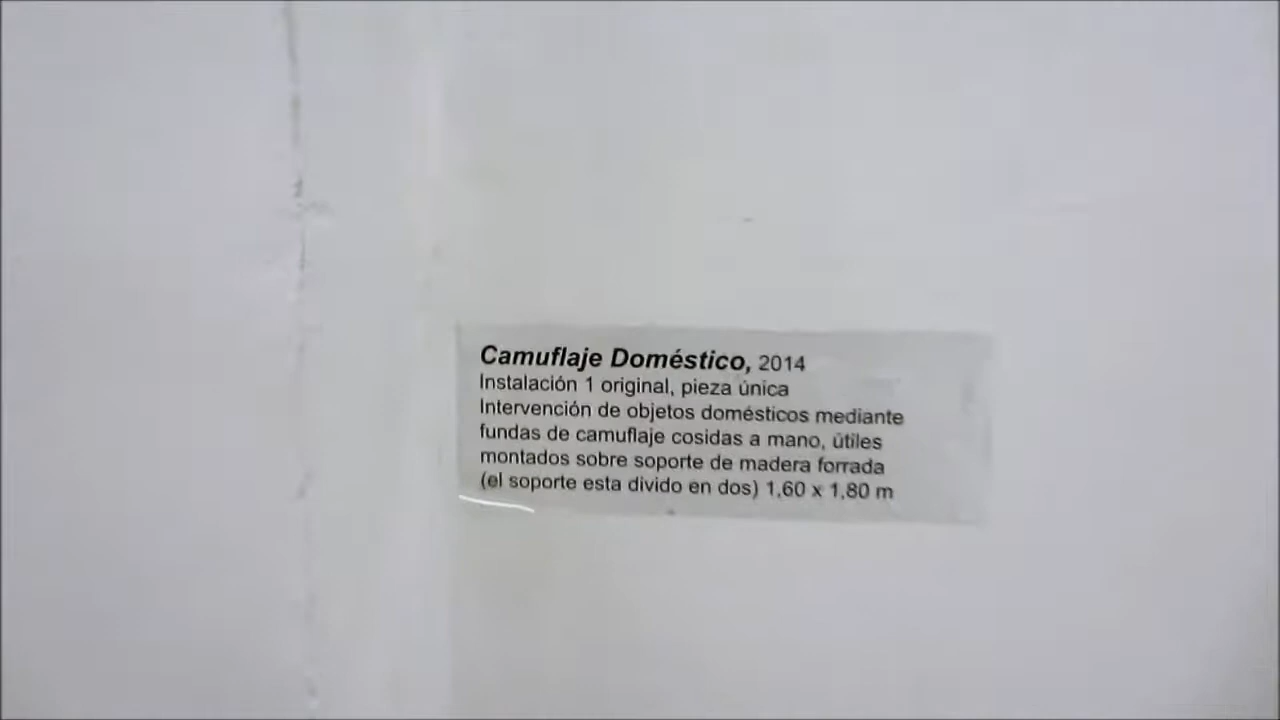 Camuflaje Doméstico, 2014
Instalación 1 original, pieza única
Intervención de objetos domésticos mediante
fundas de camuflaje cosidas a mano, útiles
montados sobre soporte de madera forrada
(el soporte esta divido en dos) 1,60 x 1,80 m